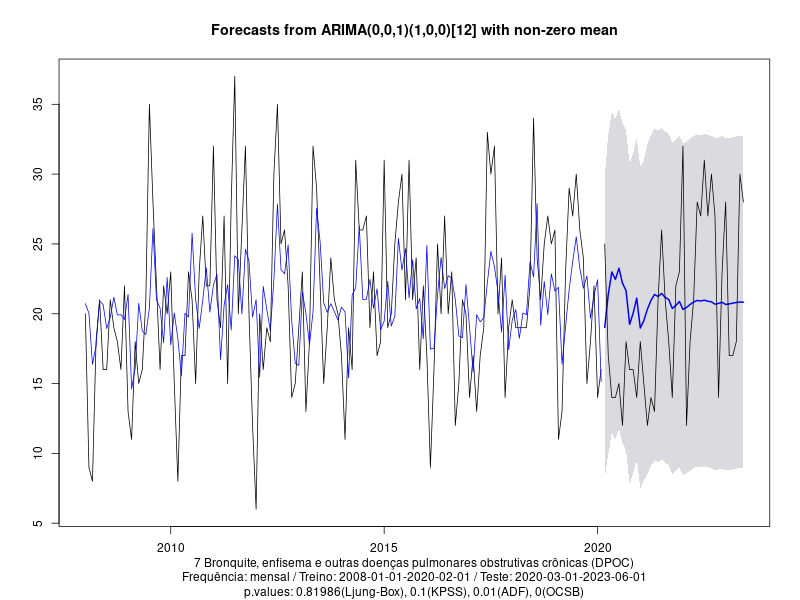 Forecasts from ARIMA(0,0,1)(1,0,0)[12] with non-zero mean
35
30
25
20
15
10
5
2010
2015
2020
7 Bronquite, enfisema e outras doenças pulmonares obstrutivas crônicas (DPOC)
Frequência: mensal / Treino: 2008-01-01-2020-02-01 / Teste: 2020-03-01-2023-06-01
p.values: 0.81986(Ljung-Box), 0.1(KPSS), 0.01(ADF), 0(OCSB)